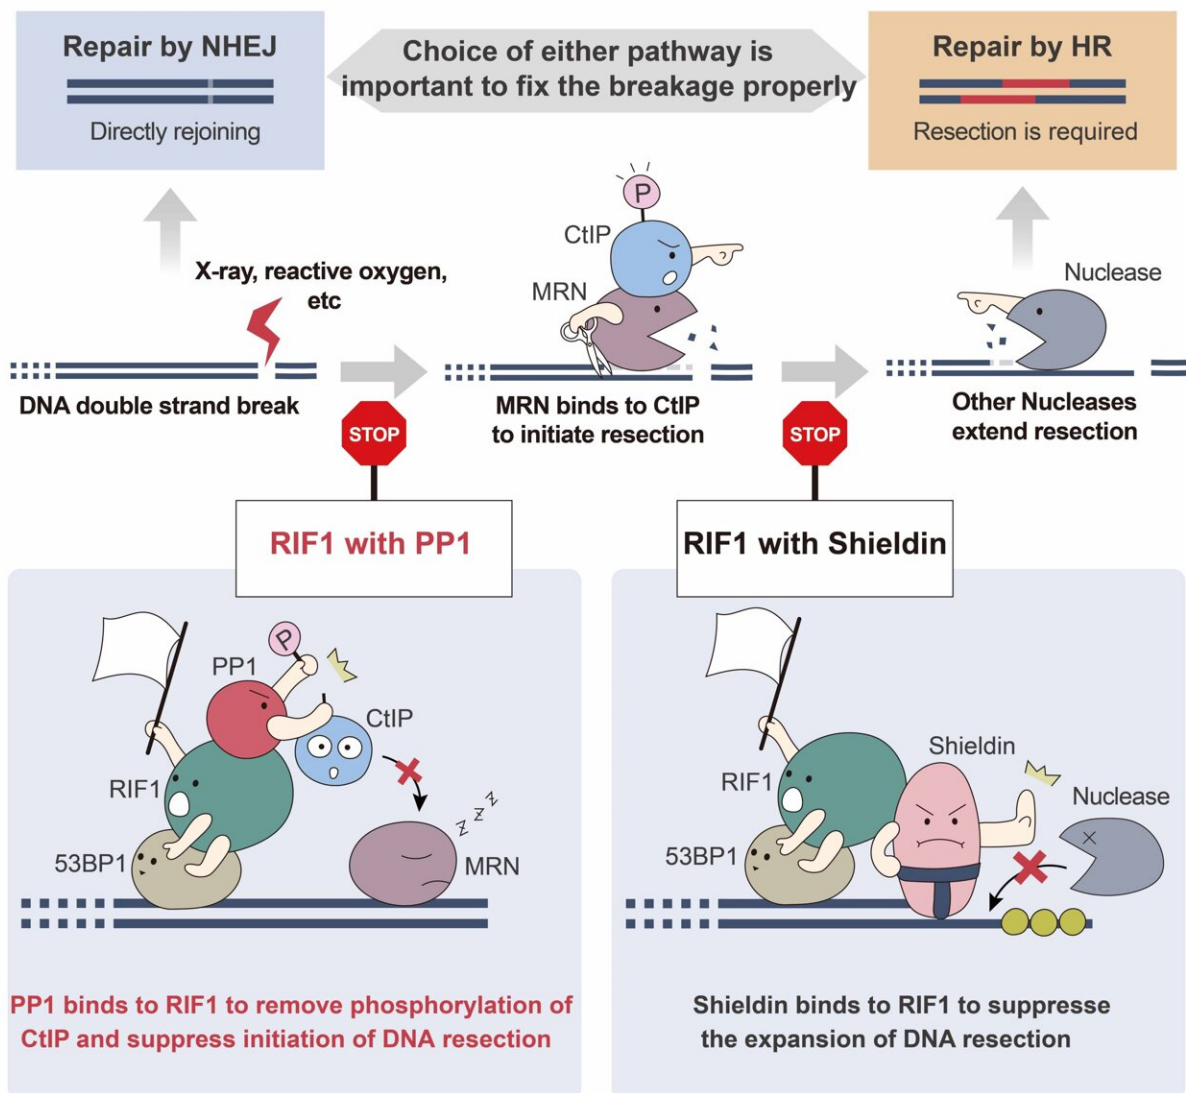 Repair by NHEJ
Directly rejoining
Choice of either pathway is
important to fix the breakage properly
Repair by HR
Resection is required
X-ray, reactive oxygen,
etc
DNA double strand break
P
CtIP
MRN
MRN binds to CtIP
to initiate resection
Nuclease
Other Nucleases
extend resection
STOP
STOP
RIF1 with PP1
P
PP1
CtIP
RIF1
53BP1
z z z
MRN
PP1 binds to RIF1 to remove phosphorylation of
CtIP and suppress initiation of DNA resection
RIF1 with Shieldin
Shieldin
RIF1
Nuclease
53BP1
Shieldin binds to RIF1 to suppresse
the expansion of DNA resection